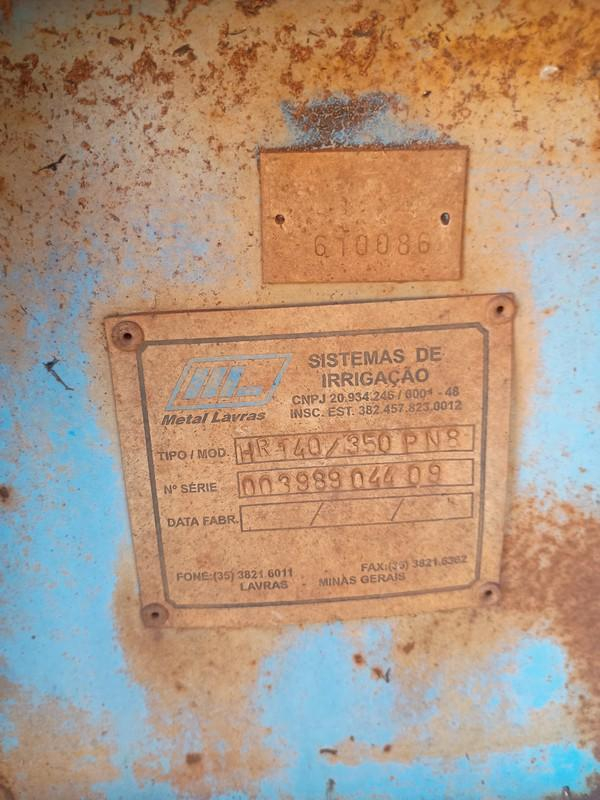 610086
ML
Metal Lavras
SISTEMAS DE
IRRIGAÇÃO
CNPJ 20.934.246 / 0001 - 48
INSC. EST. 382.457.823.0012
TIPO / MOD. HR 140/350 PN8
Nº SÉRIE 003989 044 09
DATA FABR. / /
FONE:(35) 3821.6011 FAX:(35) 3821.6362
LAVRAS MINAS GERAIS